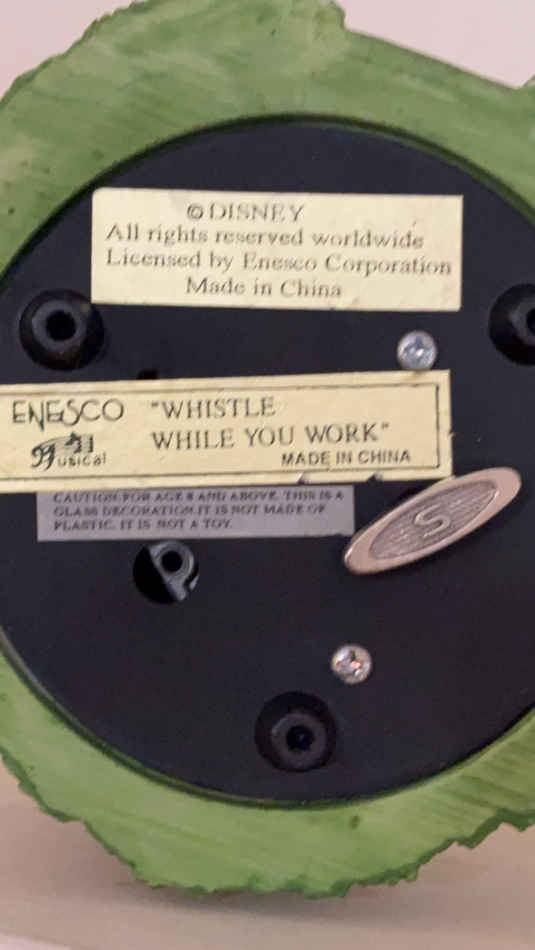 © DISNEY
All rights reserved worldwide
Licensed by Enesco Corporation
Made in China
ENESCO "WHISTLE
Musical WHILE YOU WORK"
MADE IN CHINA
CAUTION:FOR AGE 8 AND ABOVE. THIS IS A
GLASS DECORATION.IT IS NOT MADE OF
PLASTIC. IT IS NOT A TOY.
S